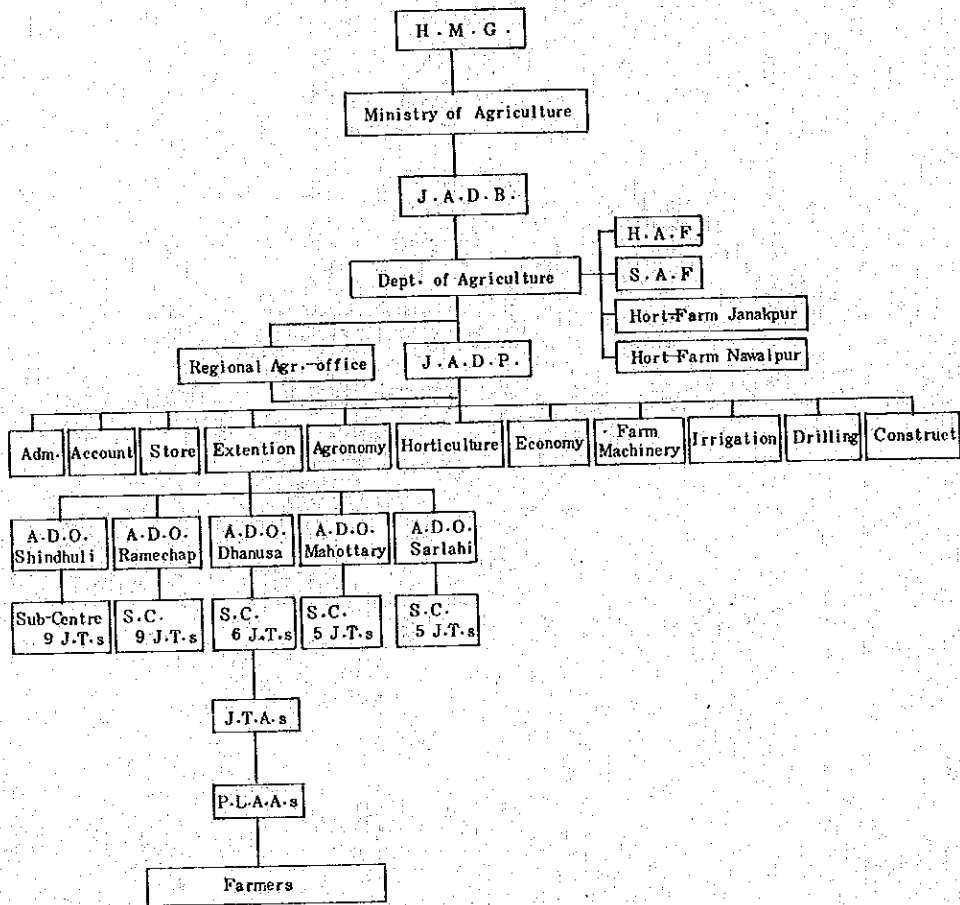 H.M.G.
Ministry of Agriculture
J.A.D.B.
H.A.F.
Dept. of Agriculture
S.A.F
Hort-Farm Janakpur
Regional Agr.-office
J.A.D.P.
Hort-Farm Nawalpur
Adm.
Account
Store
Extention
Agronomy
Horticulture
Economy
Farm
Machinery
Irrigation
Drilling
Construct
A.D.O.
Shindhuli
A.D.O.
Ramechap
A.D.O.
Dhanusa
A.D.O.
Mahottary
A.D.O.
Sarlahi
Sub-Centre
9 J.T.s
S.C.
9 J.T.s
S.C.
6 J.T.s
S.C.
5 J.T.s
S.C.
5 J.T.s
J.T.A.s
P.L.A.A.s
Farmers